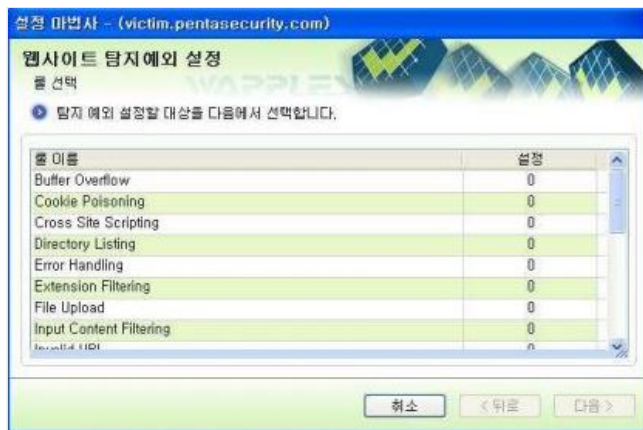 설정 마법사 - (victim.pentasecurity.com)
웹사이트 탐지예외 설정
룰 선택
WAPPLES
탐지 예외 설정할 대상을 다음에서 선택합니다.
룰 이름 설정
Buffer Overflow 0
Cookie Poisoning 0
Cross Site Scripting 0
Directory Listing 0
Error Handling 0
Extension Filtering 0
File Upload 0
Input Content Filtering 0
Invalid URL 0
취소 < 뒤로 다음 >